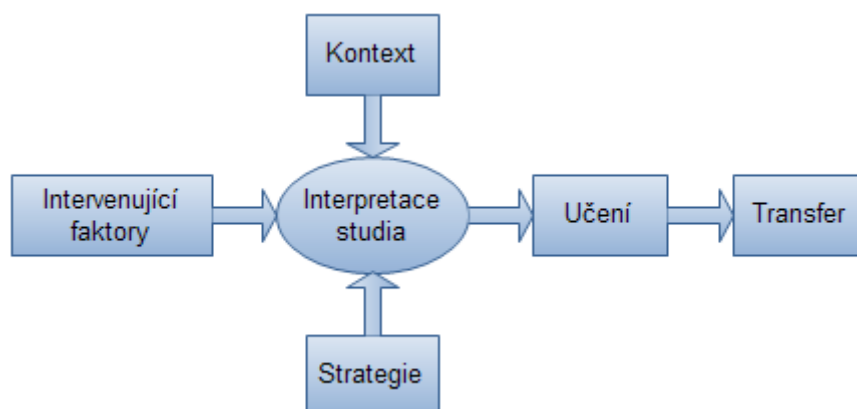 Kontext
Intervenující
faktory
Interpretace
studia
Učení
Transfer
Strategie